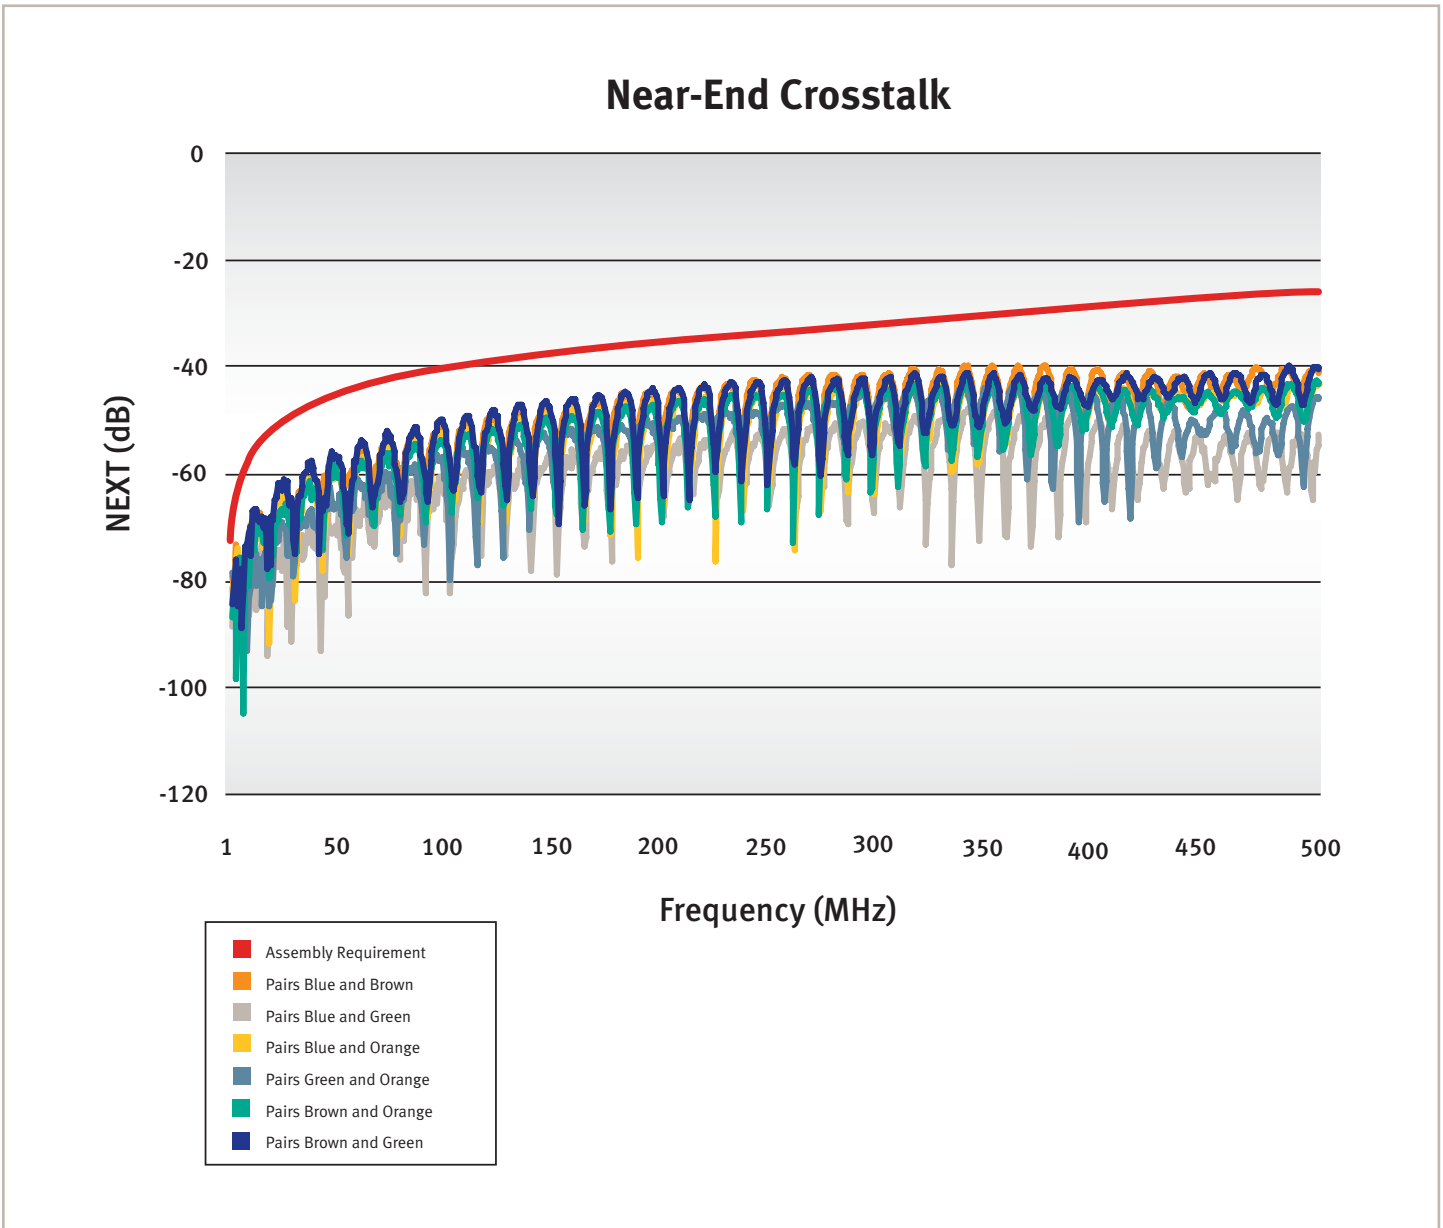 Near-End Crosstalk
NEXT (dB)
0
-20
-40
-60
-80
-100
-120
1 50 100 150 200 250 300 350 400 450 500
Frequency (MHz)
Assembly Requirement
Pairs Blue and Brown
Pairs Blue and Green
Pairs Blue and Orange
Pairs Green and Orange
Pairs Brown and Orange
Pairs Brown and Green